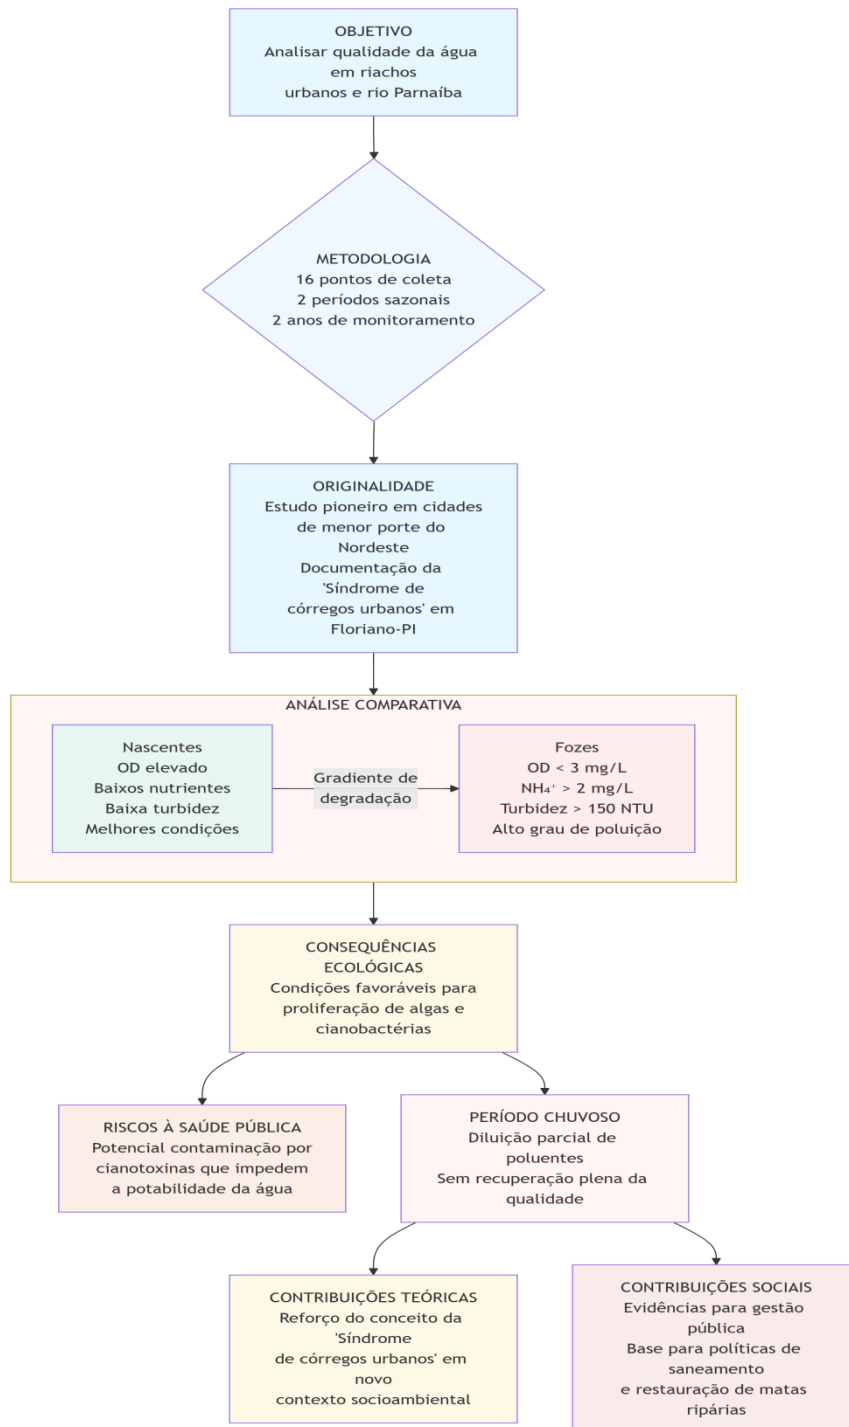 OBJETIVO
Analisar qualidade da água
em riachos
urbanos e rio Parnaíba
METODOLOGIA
16 pontos de coleta
2 períodos sazonais
2 anos de monitoramento
ORIGINALIDADE
Estudo pioneiro em cidades
de menor porte do
Nordeste
Documentação da
'Síndrome de
córregos urbanos' em
Floriano-PI
ANÁLISE COMPARATIVA
Nascentes
OD elevado
Baixos nutrientes
Baixa turbidez
Melhores condições
Gradiente de
degradação
Fozes
OD < 3 mg/L
NH₄⁺ > 2 mg/L
Turbidez > 150 NTU
Alto grau de poluição
CONSEQUÊNCIAS
ECOLÓGICAS
Condições favoráveis para
proliferação de algas e
cianobactérias
RISCOS À SAÚDE PÚBLICA
Potencial contaminação por
cianotoxinas que impedem
a potabilidade da água
PERÍODO CHUVOSO
Diluição parcial de
poluentes
Sem recuperação plena da
qualidade
CONTRIBUIÇÕES TEÓRICAS
Reforço do conceito da
'Síndrome
de córregos urbanos' em
novo
contexto socioambiental
CONTRIBUIÇÕES SOCIAIS
Evidências para gestão
pública
Base para políticas de
saneamento
e restauração de matas
ripárias